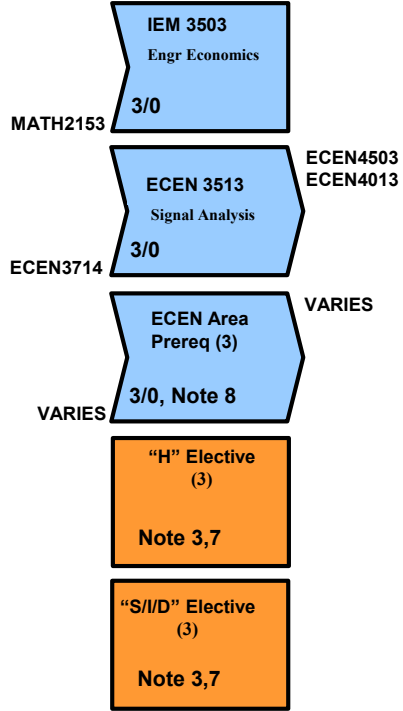 IEM 3503
Engr Economics
3/0
MATH2153
ECEN4503
ECEN4013
ECEN 3513
Signal Analysis
3/0
ECEN3714
VARIES
ECEN Area
Prereq (3)
3/0, Note 8
VARIES
“H” Elective
(3)
Note 3,7
“S/I/D” Elective
(3)
Note 3,7